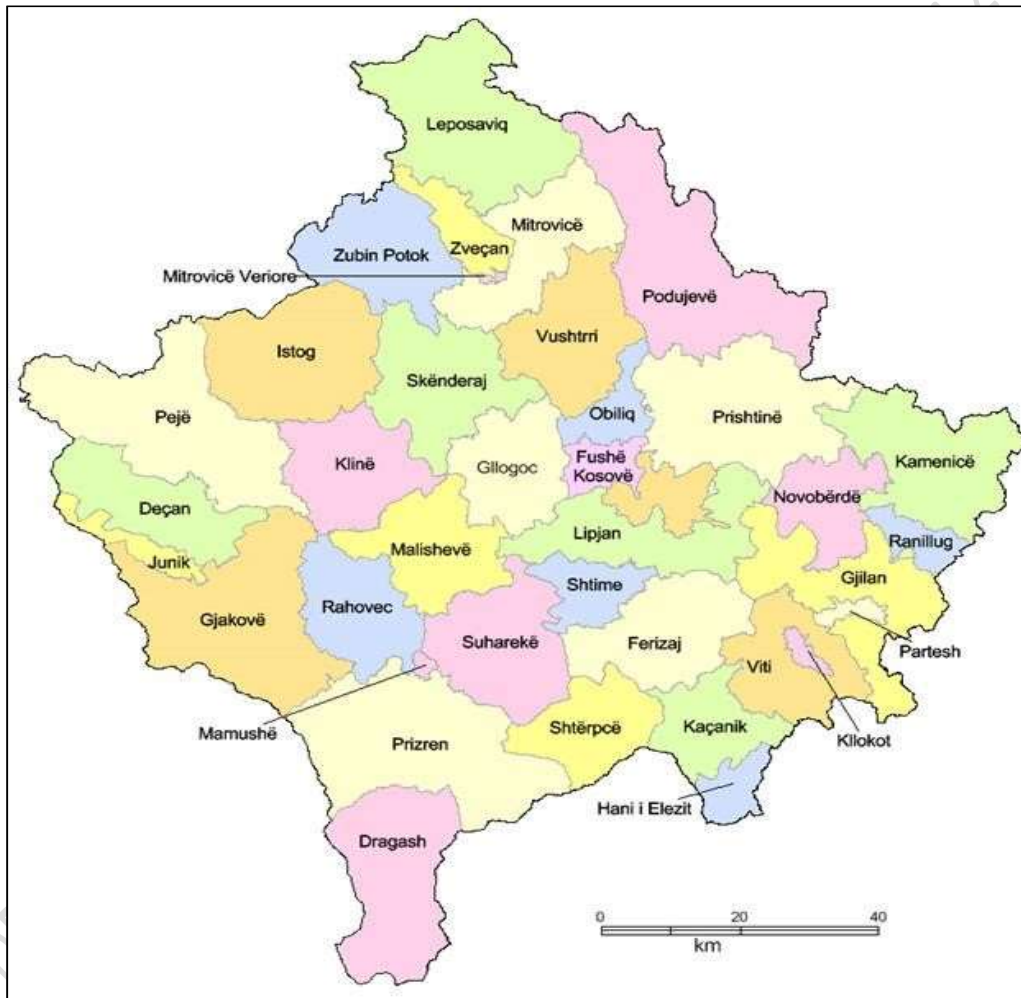 Leposaviq
Mitrovicë
Zubin Potok
Zveçan
Mitrovicë Veriore
Podujevë
Istog
Vushtrri
Skënderaj
Pejë
Obiliq
Prishtinë
Klinë
Gllogoc
Fushë
Kosovë
Kamenicë
Novobërdë
Deçan
Lipjan
Ranillug
Junik
Malishevë
Shtime
Gjilan
Gjakovë
Rahovec
Suharekë
Ferizaj
Partesh
Viti
Mamushë
Prizren
Shtërpcë
Kaçanik
Kllokot
Hani i Elezit
Dragash
0 20 40
km